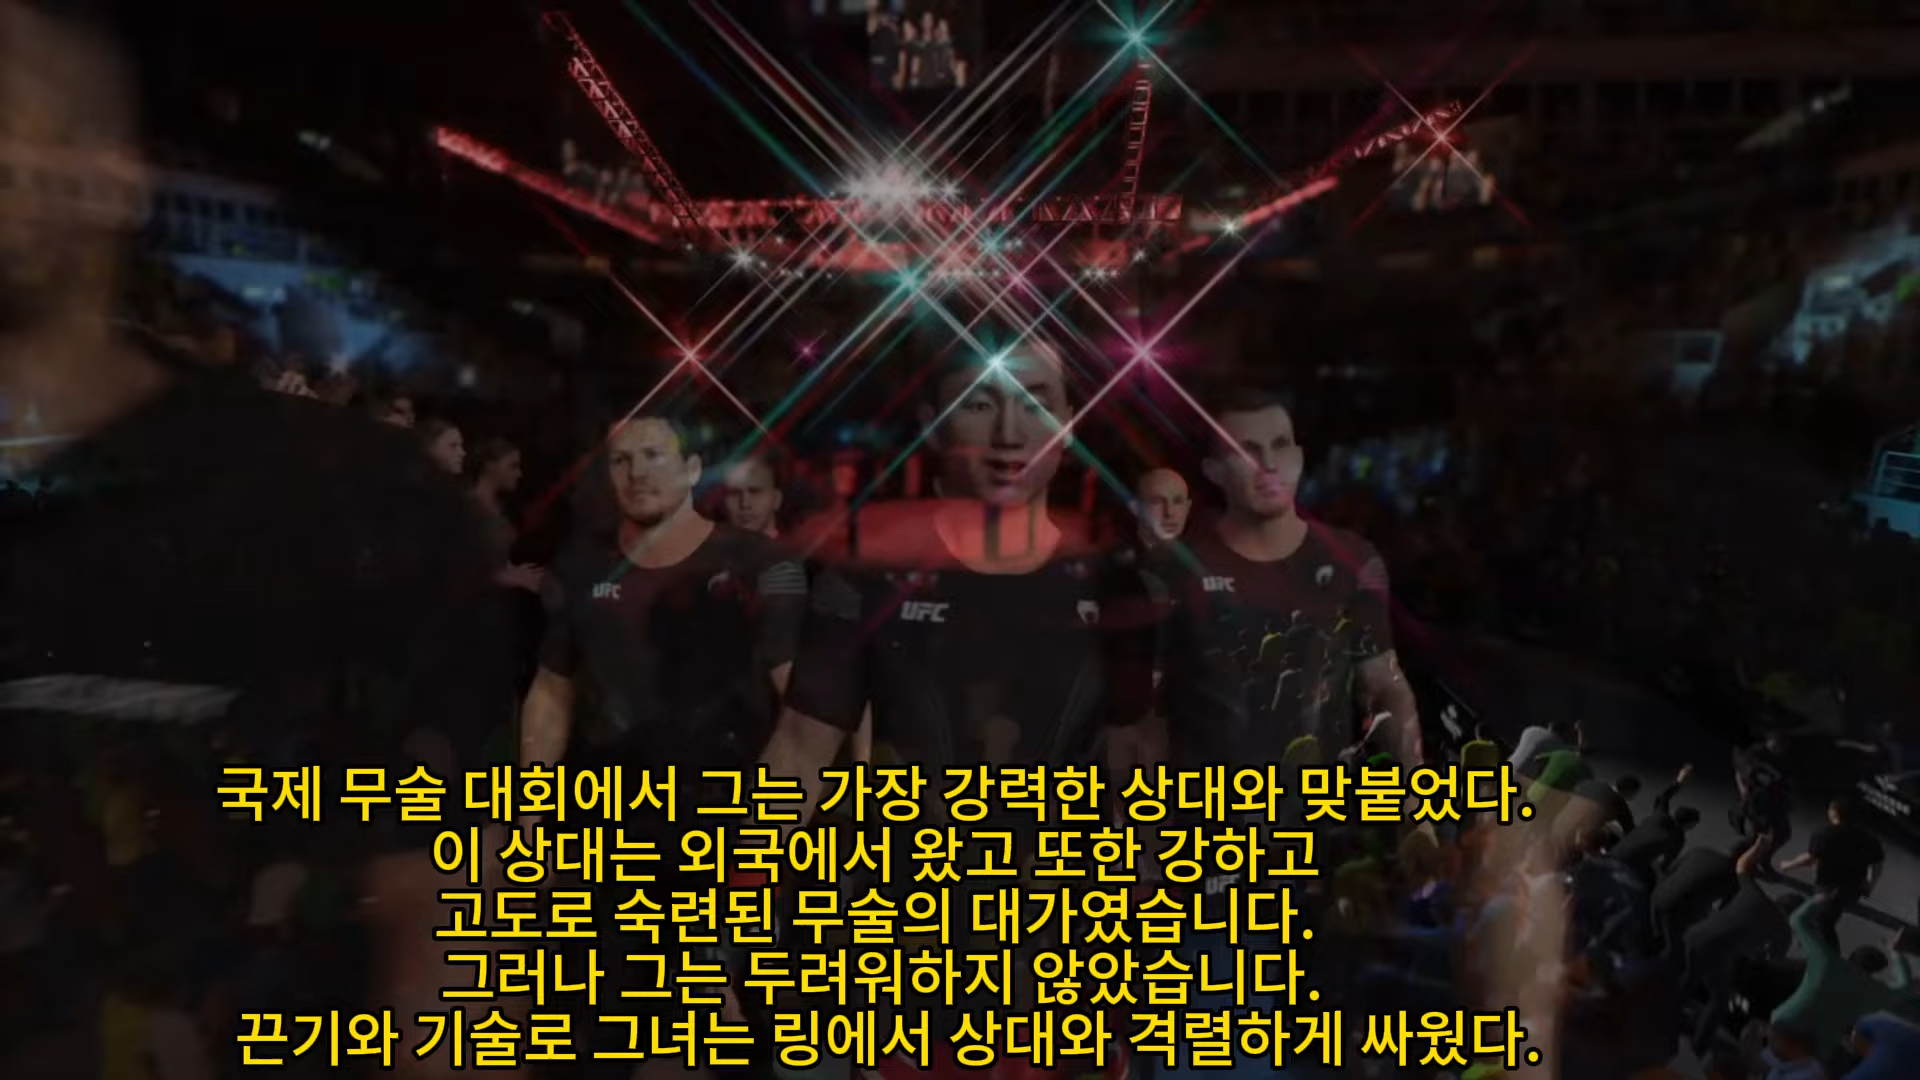 UFC
UFC
UFC
국제 무술 대회에서 그는 가장 강력한 상대와 맞붙었다.
이 상대는 외국에서 왔고 또한 강하고
고도로 숙련된 무술의 대가였습니다.
그러나 그는 두려워하지 않았습니다.
끈기와 기술로 그녀는 링에서 상대와 격렬하게 싸웠다.